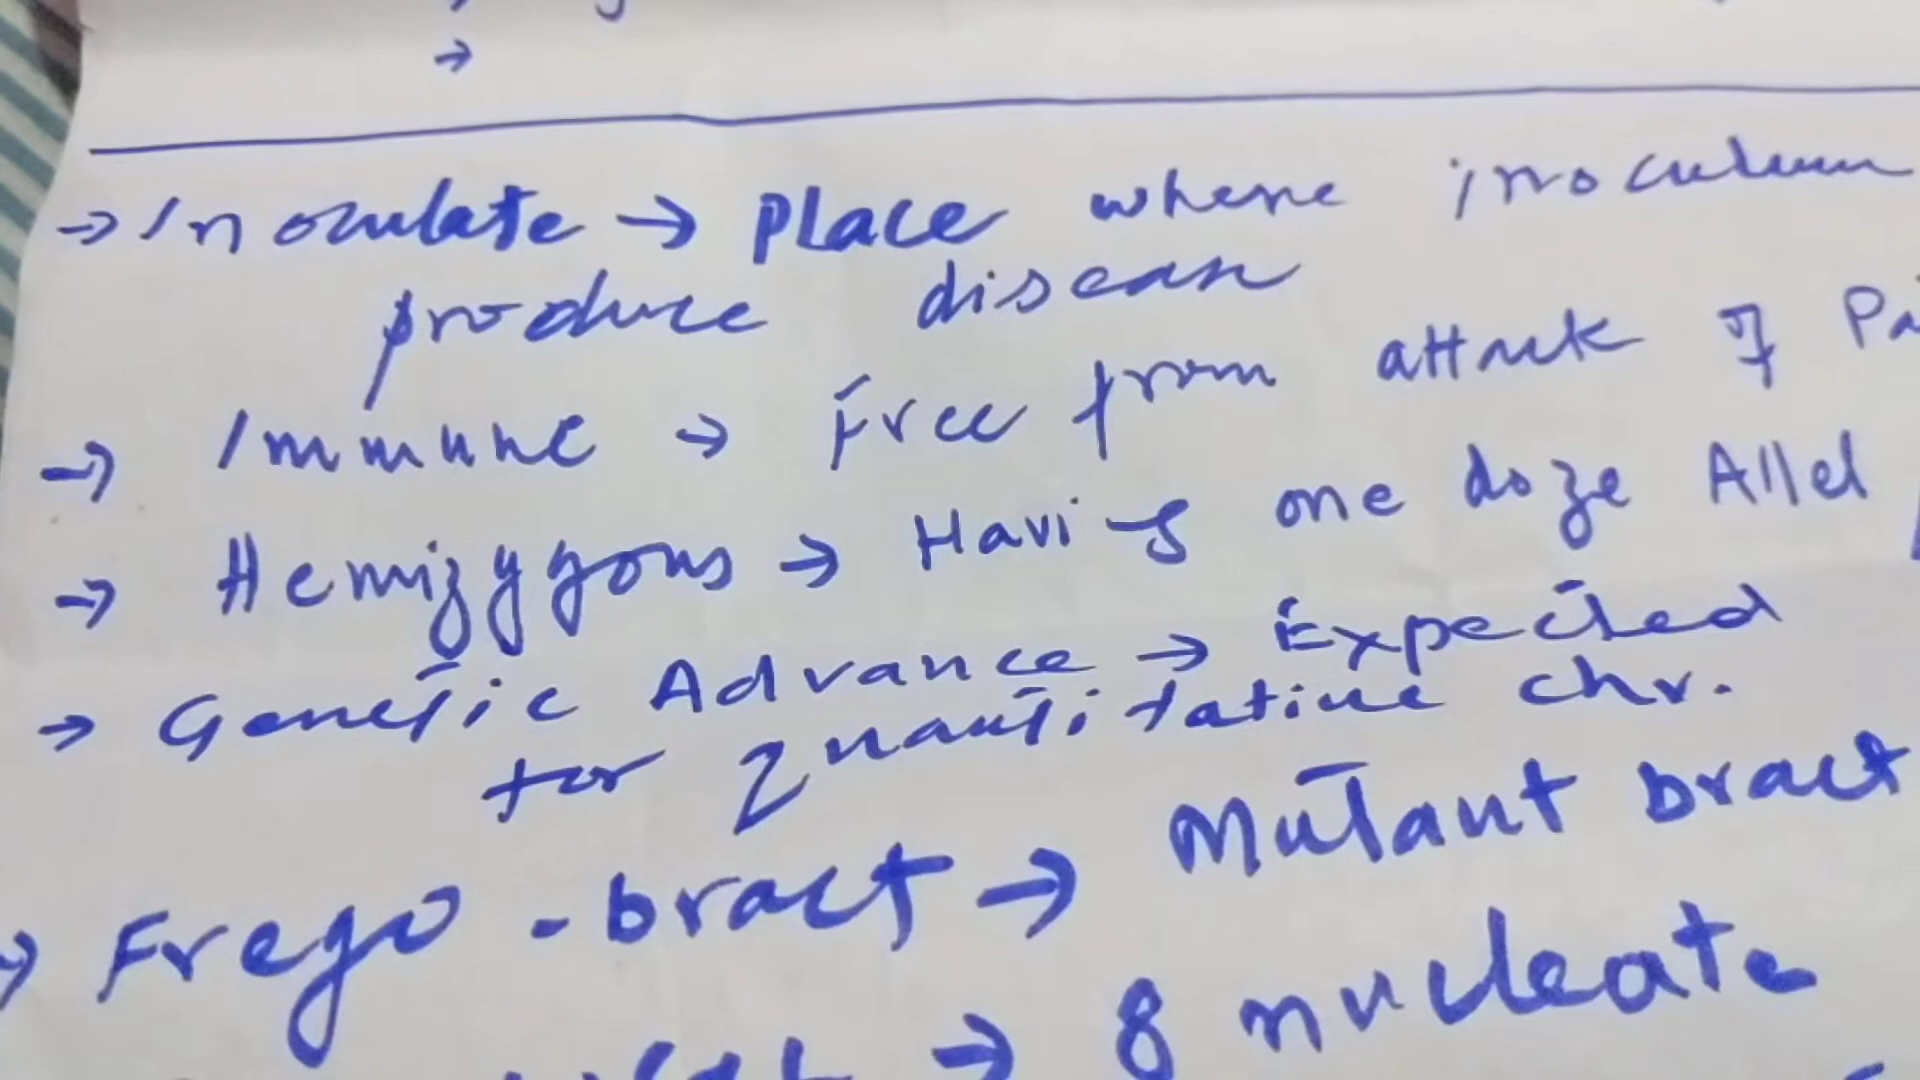 →
→ Inoculate → Place where inoculum
produce disease
→ Immune → Free from attack of Pa
→ Hemizygous → Having one doze Allel
→ Genetic Advance → Expected
for quantitative chr.
→ Frego - bract → Mutant bract
→ 8 nucleate